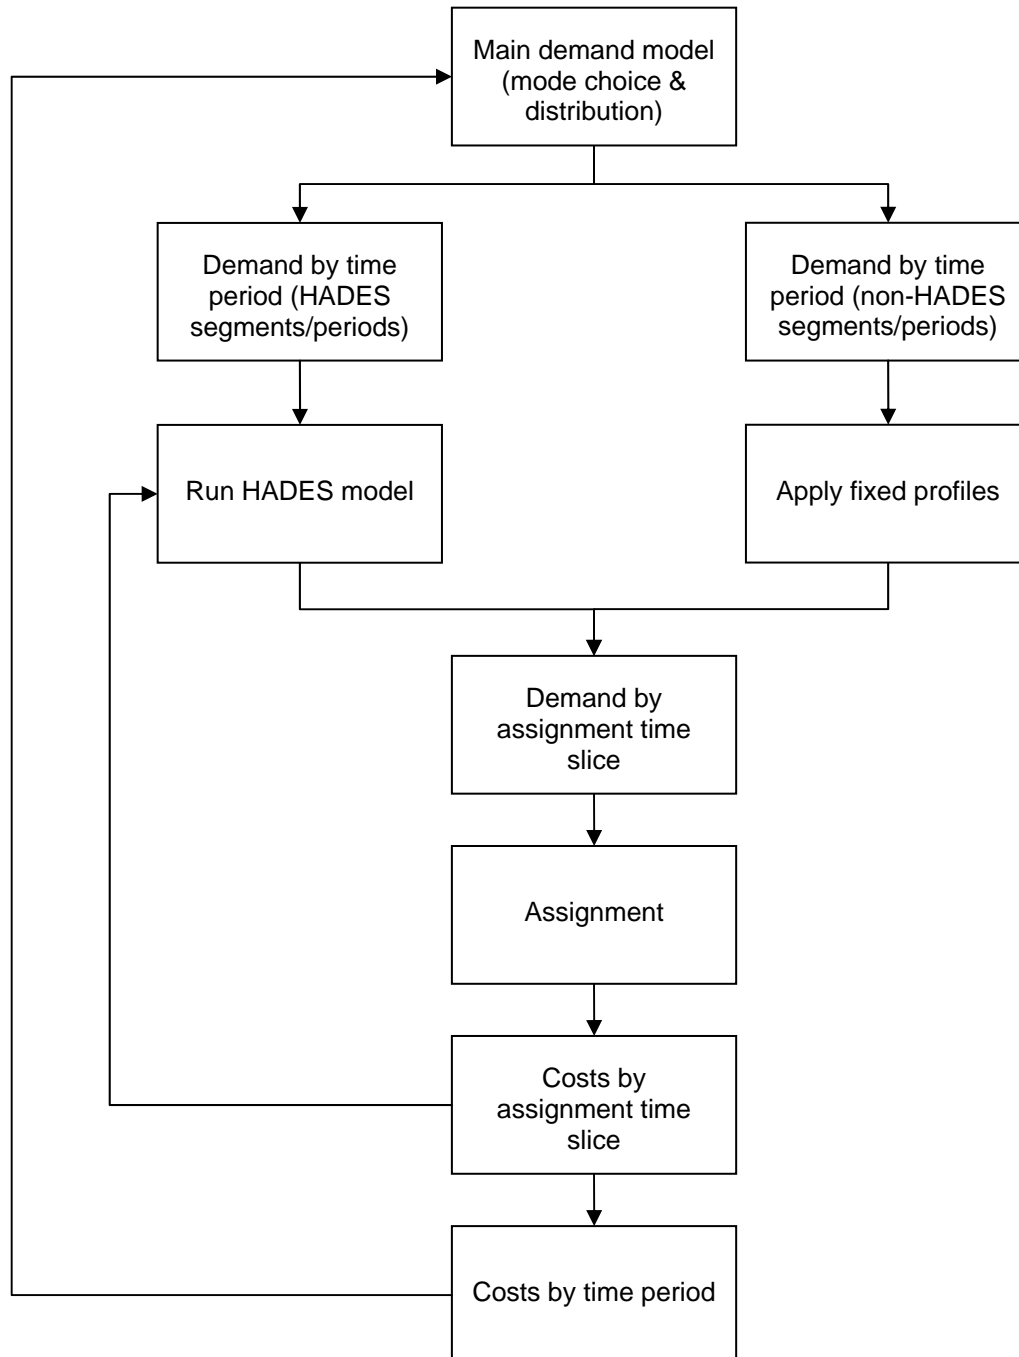 Main demand model
(mode choice &
distribution)
Demand by time
period (HADES
segments/periods)
Demand by time
period (non-HADES
segments/periods)
Run HADES model
Apply fixed profiles
Demand by
assignment time
slice
Assignment
Costs by
assignment time
slice
Costs by time period